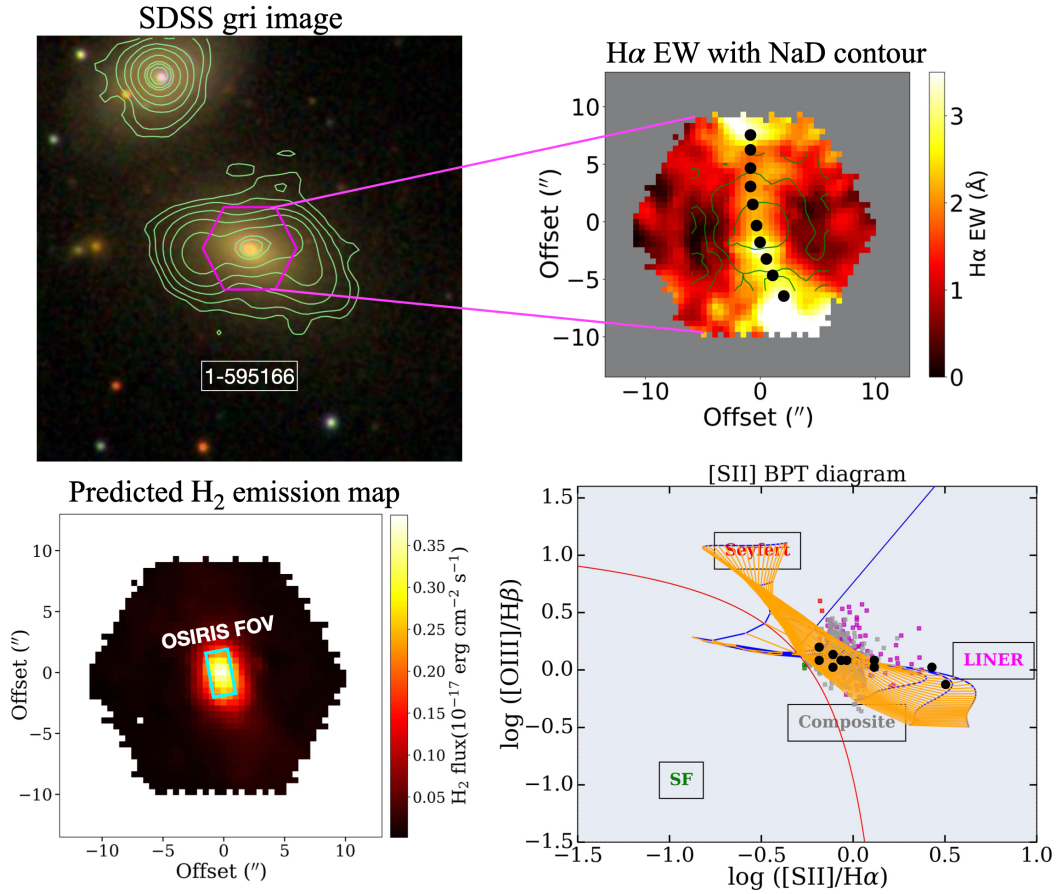 SDSS gri image
1-595166
Hα EW with NaD contour
Offset (″)
10
5
0
−5
−10
−10
0
10
Offset (″)
3
2
1
0
Hα EW (Å)
Predicted H₂ emission map
OSIRIS FOV
Offset (″)
10
5
0
−5
−10
−10
−5
0
5
10
Offset (″)
0.35
0.30
0.25
0.20
0.15
0.10
0.05
H₂ flux(10⁻¹⁷ erg cm⁻² s⁻¹)
[SII] BPT diagram
log ([OIII]/Hβ)
1.5
1.0
0.5
0.0
−0.5
−1.0
−1.5
Seyfert
LINER
Composite
SF
−1.5
−1.0
−0.5
0.0
0.5
1.0
log ([SII]/Hα)